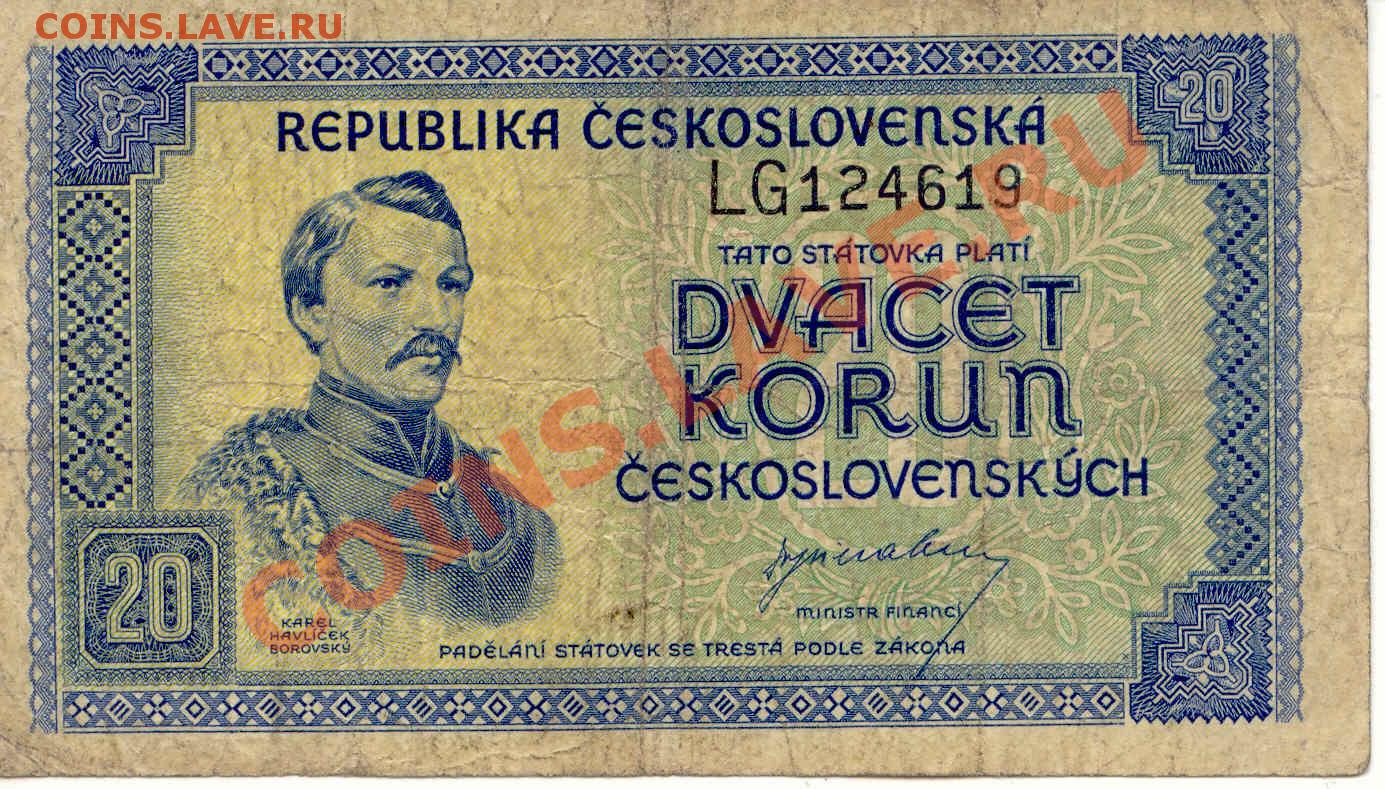 COINS.LAVE.RU
20
REPUBLIKA ČESKOSLOVENSKÁ
LG124619
TATO STÁTOVKA PLATÍ
DVACET
KORUN
ČESKOSLOVENSKÝCH
COINS.LAVE.RU
MINISTR FINANCÍ
20
KAREL
HAVLÍČEK
BOROVSKÝ
PADĚLÁNÍ STÁTOVEK SE TRESTÁ PODLE ZÁKONA